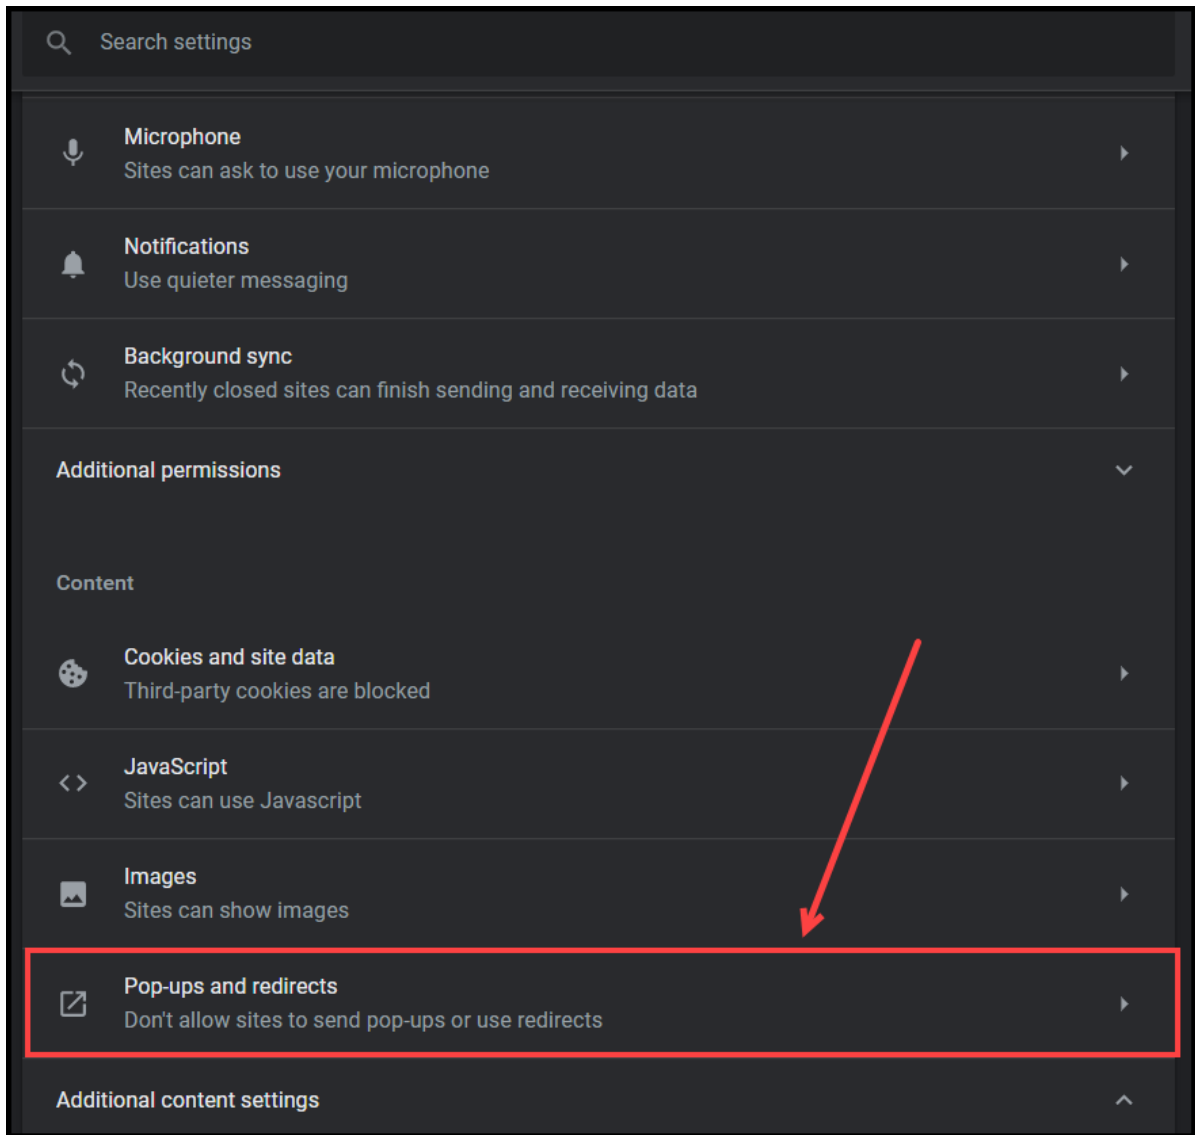 Search settings
Microphone
Sites can ask to use your microphone
Notifications
Use quieter messaging
Background sync
Recently closed sites can finish sending and receiving data
Additional permissions
Content
Cookies and site data
Third-party cookies are blocked
JavaScript
Sites can use Javascript
Images
Sites can show images
Pop-ups and redirects
Don't allow sites to send pop-ups or use redirects
Additional content settings